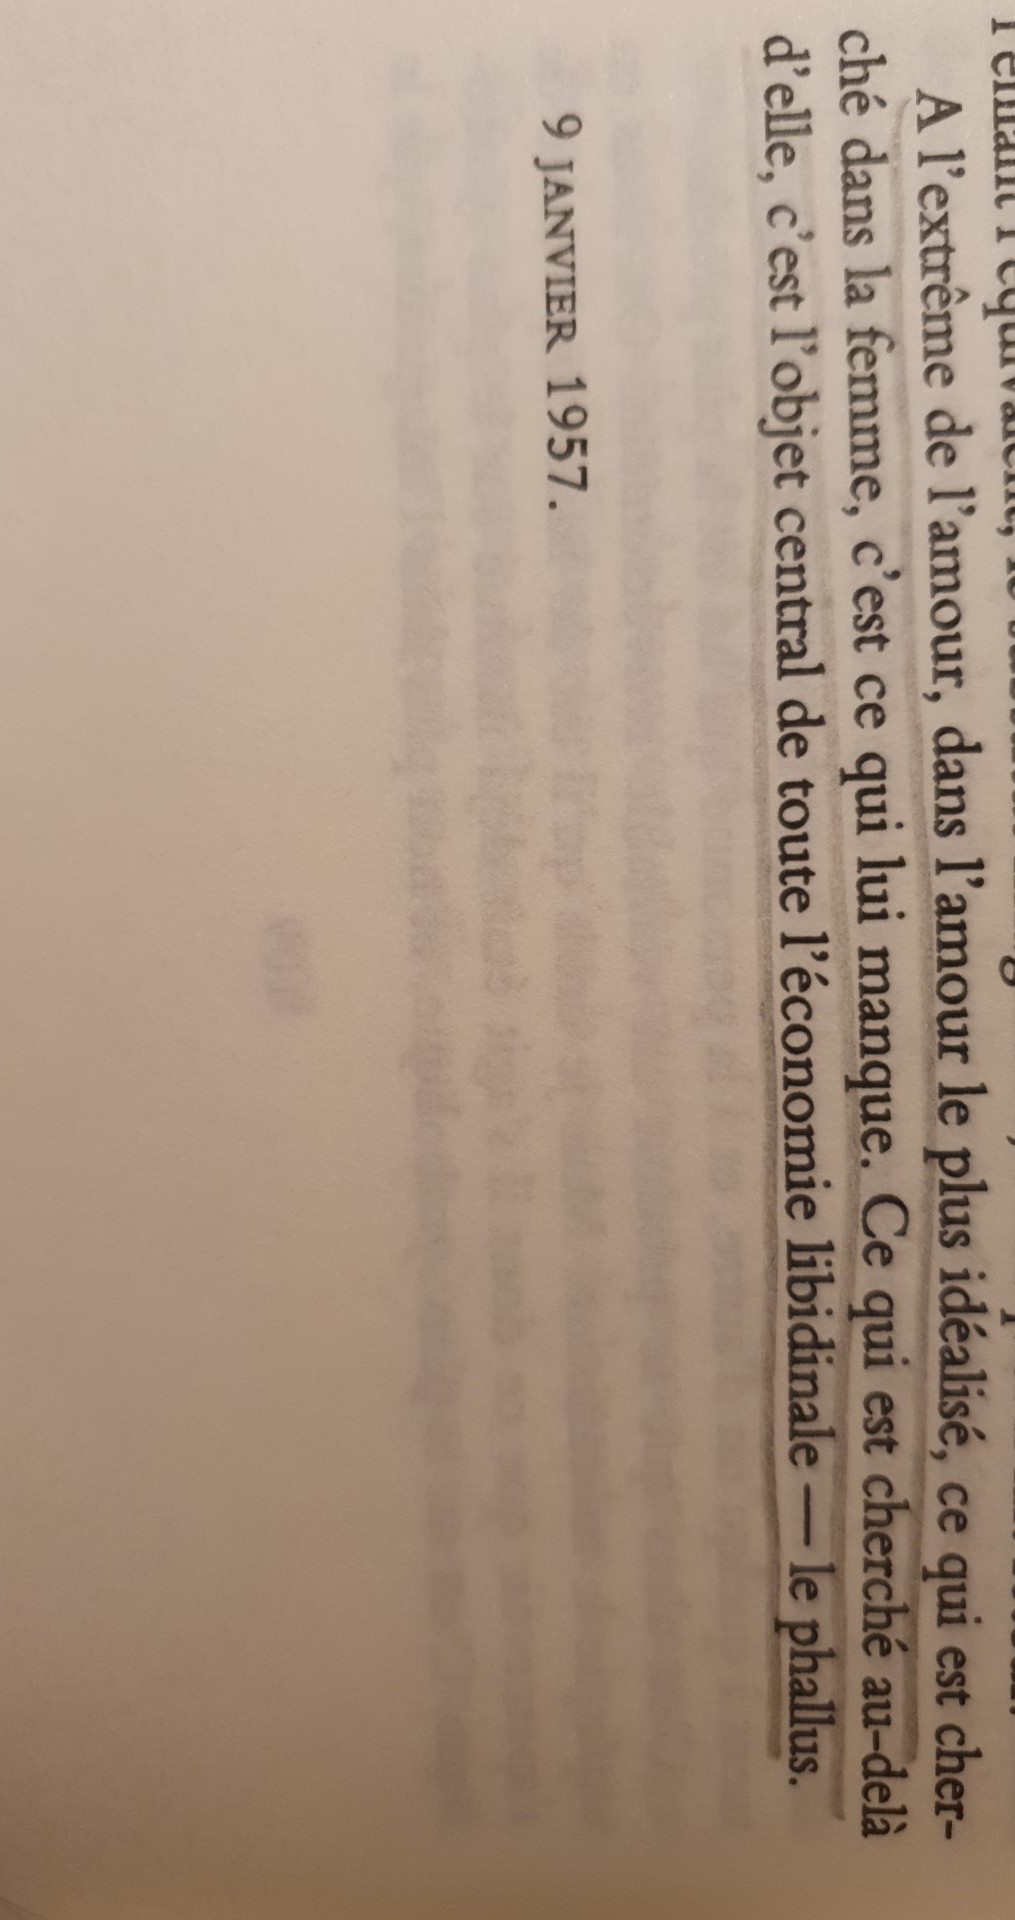 A l'extrême de l'amour, dans l'amour le plus idéalisé, ce qui est cher-
ché dans la femme, c'est ce qui lui manque. Ce qui est cherché au-delà
d'elle, c'est l'objet central de toute l'économie libidinale — le phallus.
9 JANVIER 1957.